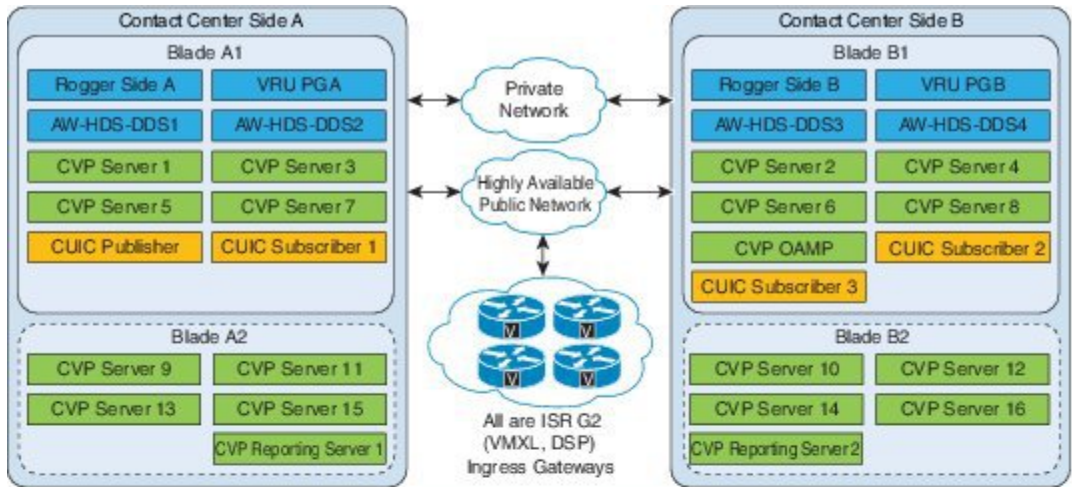 Contact Center Side A
Blade A1
Rogger Side A
VRU PGA
AW-HDS-DDS1
AW-HDS-DDS2
CVP Server 1
CVP Server 3
CVP Server 5
CVP Server 7
CUIC Publisher
CUIC Subscriber 1
Blade A2
CVP Server 9
CVP Server 11
CVP Server 13
CVP Server 15
CVP Reporting Server 1
Private
Network
Highly Available
Public Network
V
V
V
V
All are ISR G2
(VMXL, DSP)
Ingress Gateways
Contact Center Side B
Blade B1
Rogger Side B
VRU PGB
AW-HDS-DDS3
AW-HDS-DDS4
CVP Server 2
CVP Server 4
CVP Server 6
CVP Server 8
CVP OAMP
CUIC Subscriber 2
CUIC Subscriber 3
Blade B2
CVP Server 10
CVP Server 12
CVP Server 14
CVP Server 16
CVP Reporting Server 2